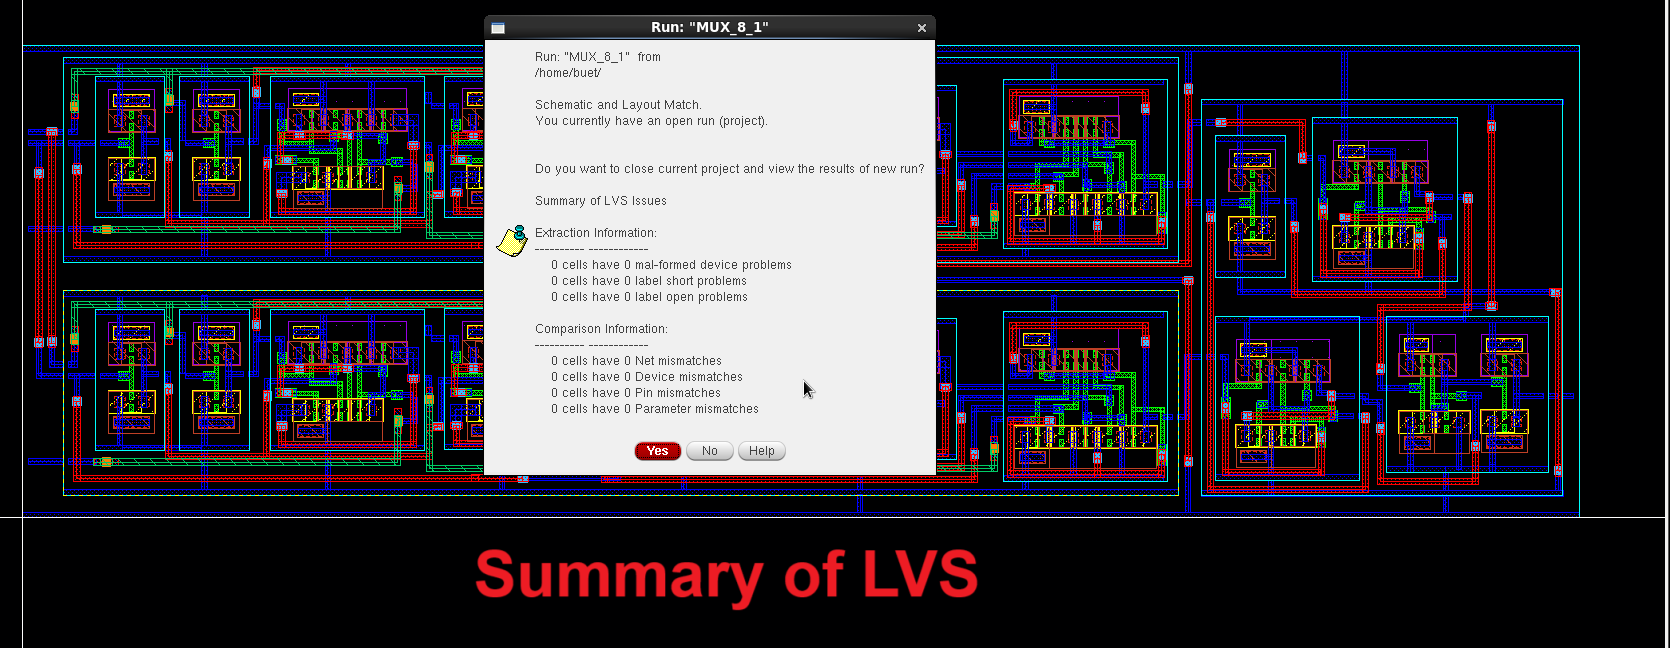 Run: "MUX_8_1"
Run: "MUX_8_1" from
/home/buet/
Schematic and Layout Match.
You currently have an open run (project).
Do you want to close current project and view the results of new run?
Summary of LVS Issues
Extraction Information:
---------- ------------
0 cells have 0 mal-formed device problems
0 cells have 0 label short problems
0 cells have 0 label open problems
Comparison Information:
---------- ------------
0 cells have 0 Net mismatches
0 cells have 0 Device mismatches
0 cells have 0 Pin mismatches
0 cells have 0 Parameter mismatches
Yes No Help
Summary of LVS